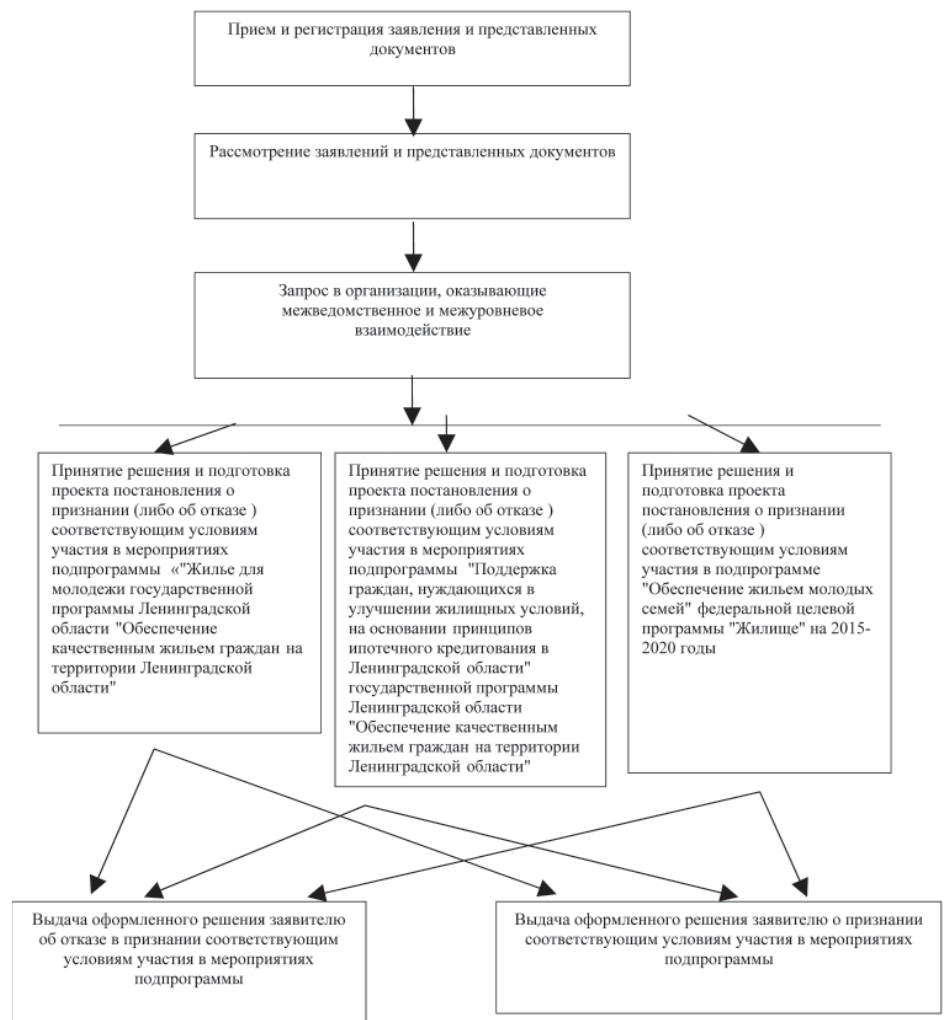 Прием и регистрация заявления и представленных
документов
Рассмотрение заявлений и представленных документов
Запрос в организации, оказывающие
межведомственное и межуровневое
взаимодействие
Принятие решения и подготовка
проекта постановления о
признании (либо об отказе )
соответствующим условиям
участия в мероприятиях
подпрограммы «"Жилье для
молодежи государственной
программы Ленинградской
области "Обеспечение
качественным жильем граждан на
территории Ленинградской
области"
Принятие решения и подготовка
проекта постановления о
признании (либо об отказе )
соответствующим условиям
участия в мероприятиях
подпрограммы "Поддержка
граждан, нуждающихся в
улучшении жилищных условий,
на основании принципов
ипотечного кредитования в
Ленинградской области"
государственной программы
Ленинградской области
"Обеспечение качественным
жильем граждан на территории
Ленинградской области"
Принятие решения и
подготовка проекта
постановления о признании
(либо об отказе )
соответствующим условиям
участия в подпрограмме
"Обеспечение жильем молодых
семей" федеральной целевой
программы "Жилище" на 2015-
2020 годы
Выдача оформленного решения заявителю
об отказе в признании соответствующим
условиям участия в мероприятиях
подпрограммы
Выдача оформленного решения заявителю о признании
соответствующим условиям участия в мероприятиях
подпрограммы